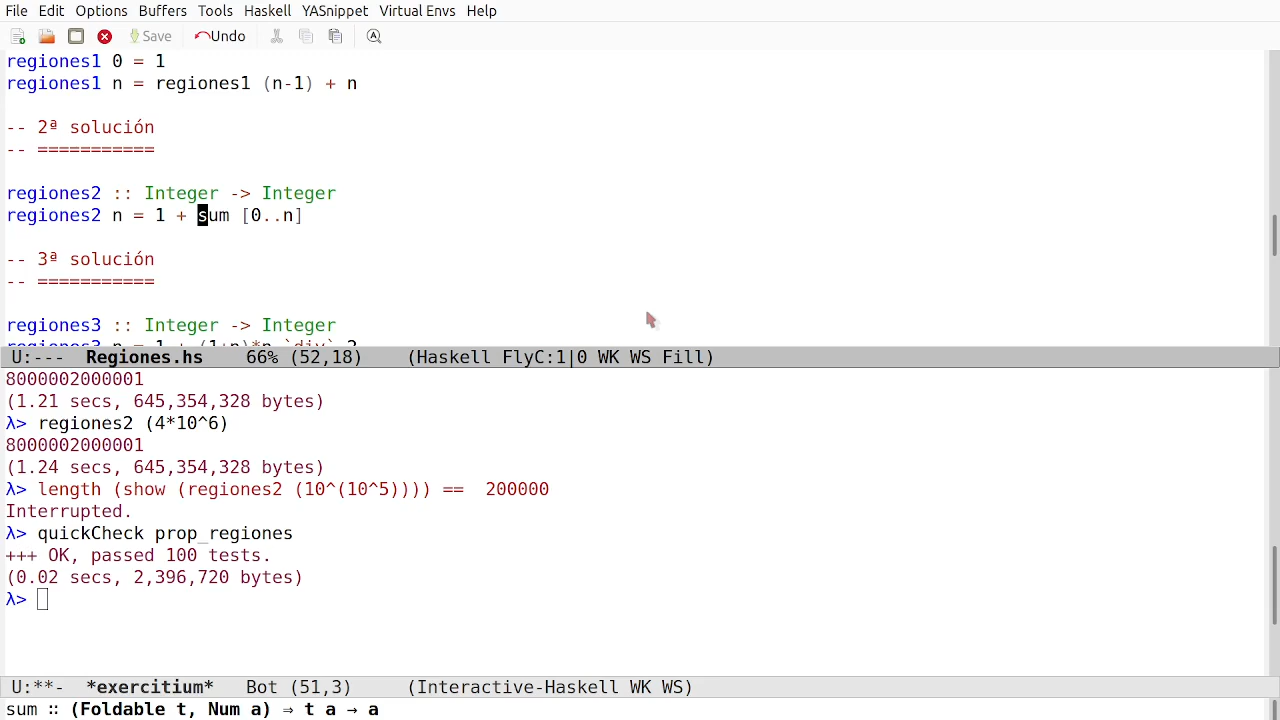 File Edit Options Buffers Tools Haskell YASnippet Virtual Envs Help
Save Undo
regiones1 0 = 1
regiones1 n = regiones1 (n-1) + n
-- 2ª solución
-- ===========
regiones2 :: Integer -> Integer
regiones2 n = 1 + sum [0..n]
-- 3ª solución
-- ===========
regiones3 :: Integer -> Integer
regiones3 n = 1 + (1+n)*n `div` 2
U:--- Regiones.hs 66% (52,18) (Haskell FlyC:1|0 WK WS Fill)
8000002000001
(1.21 secs, 645,354,328 bytes)
λ> regiones2 (4*10^6)
8000002000001
(1.24 secs, 645,354,328 bytes)
λ> length (show (regiones2 (10^(10^5)))) == 200000
Interrupted.
λ> quickCheck prop_regiones
+++ OK, passed 100 tests.
(0.02 secs, 2,396,720 bytes)
λ>
U:**- *exercitium* Bot (51,3) (Interactive-Haskell WK WS)
sum ∷ (Foldable t, Num a) ⇒ t a → a